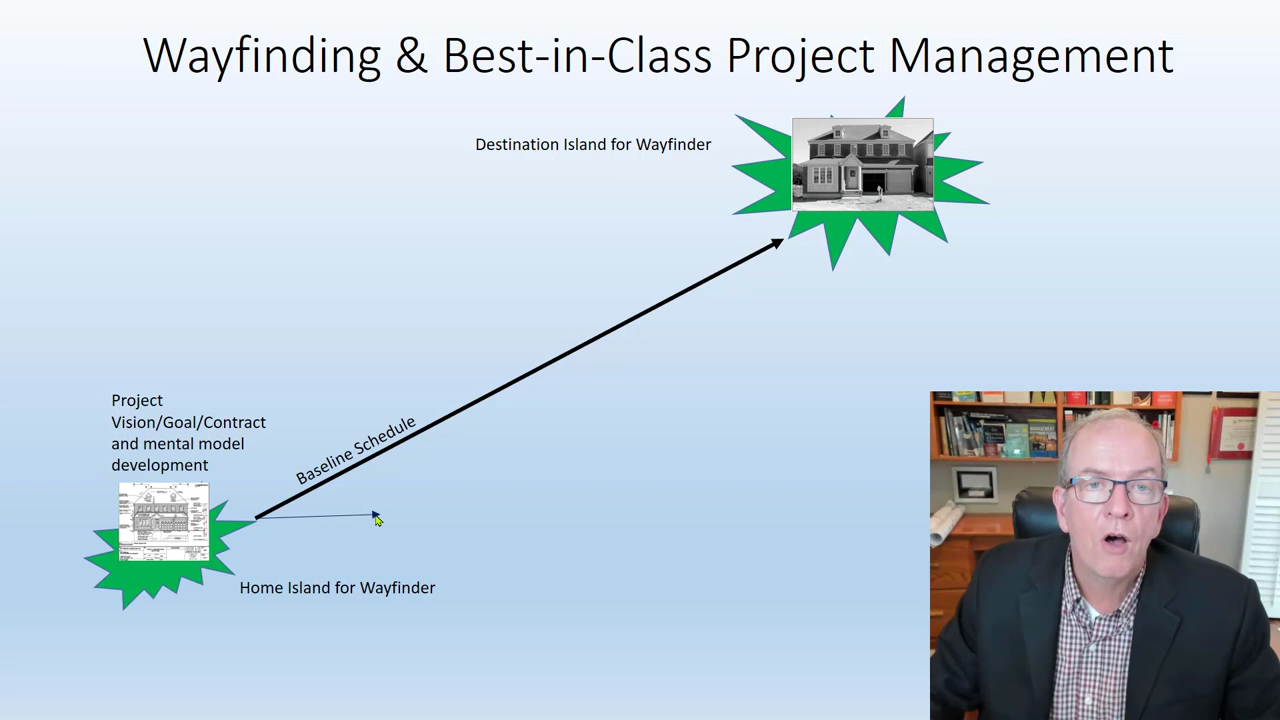 Wayfinding & Best-in-Class Project Management
Destination Island for Wayfinder
Project
Vision/Goal/Contract
and mental model
development
Baseline Schedule
Home Island for Wayfinder